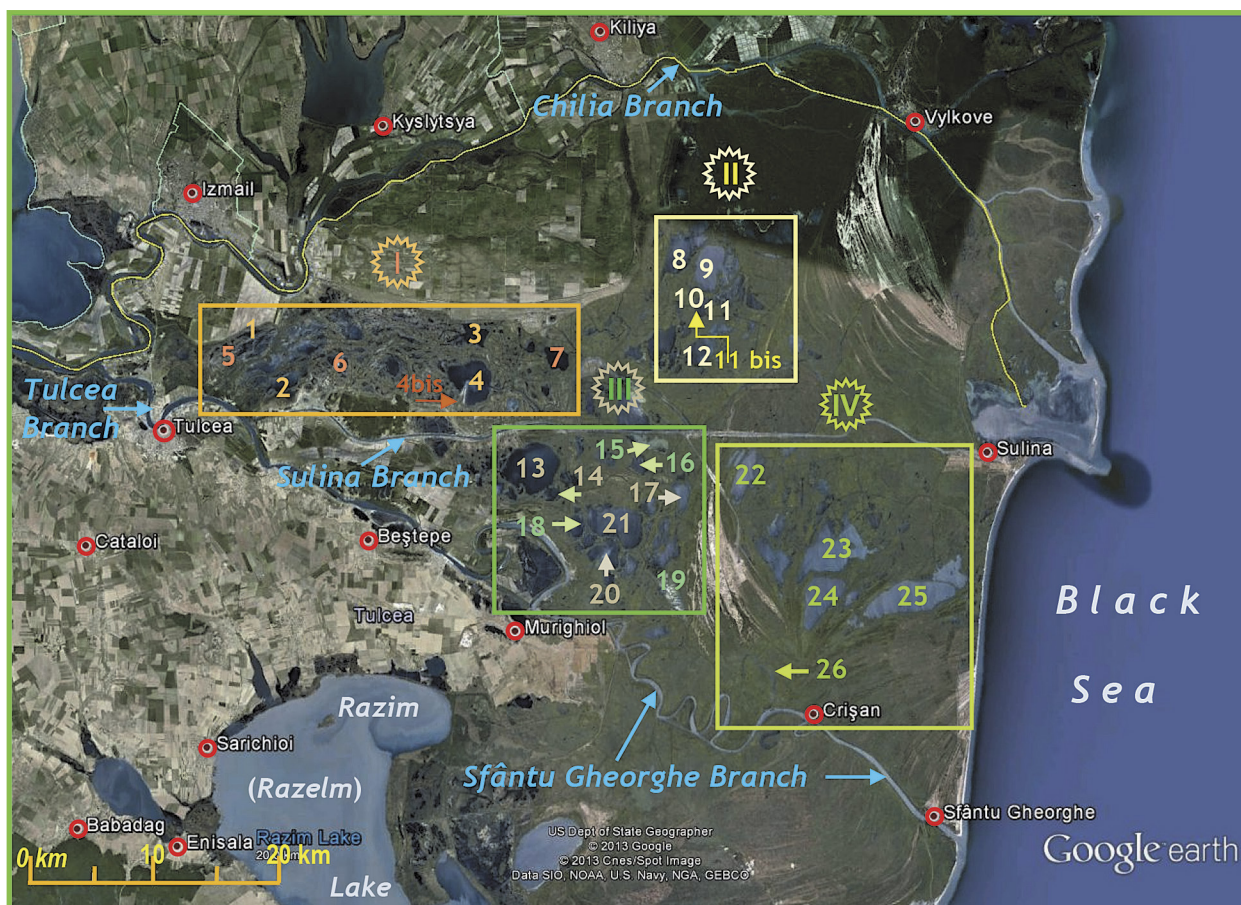 Kiliya
Chilia Branch
Kyslytsya
Vylkove
Izmail
II
I
8
9
10
11
12
11 bis
1
3
5
6
7
2
4bis
4
III
IV
Tulcea
Branch
Tulcea
Sulina Branch
Sulina
13
14
15
16
17
18
21
20
19
22
23
24
25
26
Cataloi
Beştepe
Tulcea
Murighiol
Black
Sea
Crişan
Razim
(Razelm)
Lake
Sarichioi
Sfântu Gheorghe Branch
Sfântu Gheorghe
Babadag
Enisala
Razim Lake
0 km
10
20 km
US Dept of State Geographer
© 2013 Google
© 2013 Cnes/Spot Image
Data SIO, NOAA, U.S. Navy, NGA, GEBCO
Google earth